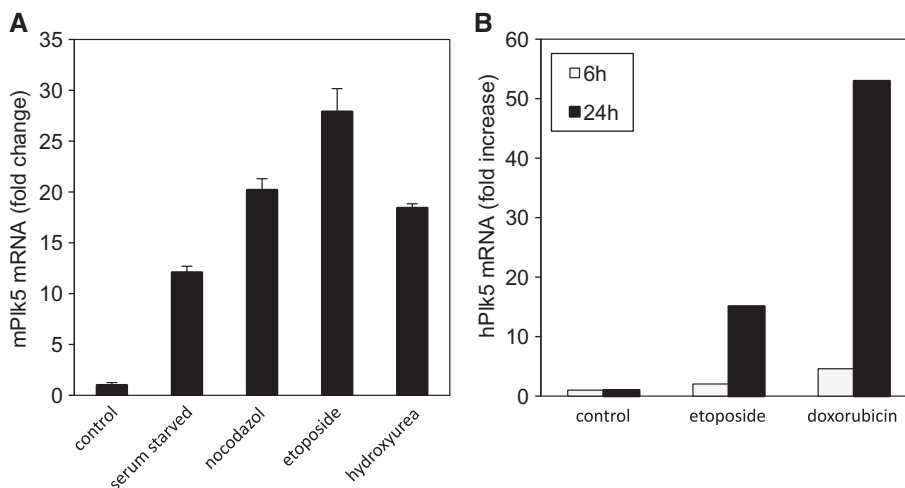 A
mPlk5 mRNA (fold change)
35
30
25
20
15
10
5
0
control
serum starved
nocodazol
etoposide
hydroxyurea
B
hPlk5 mRNA (fold increase)
60
50
40
30
20
10
0
6h
24h
control
etoposide
doxorubicin